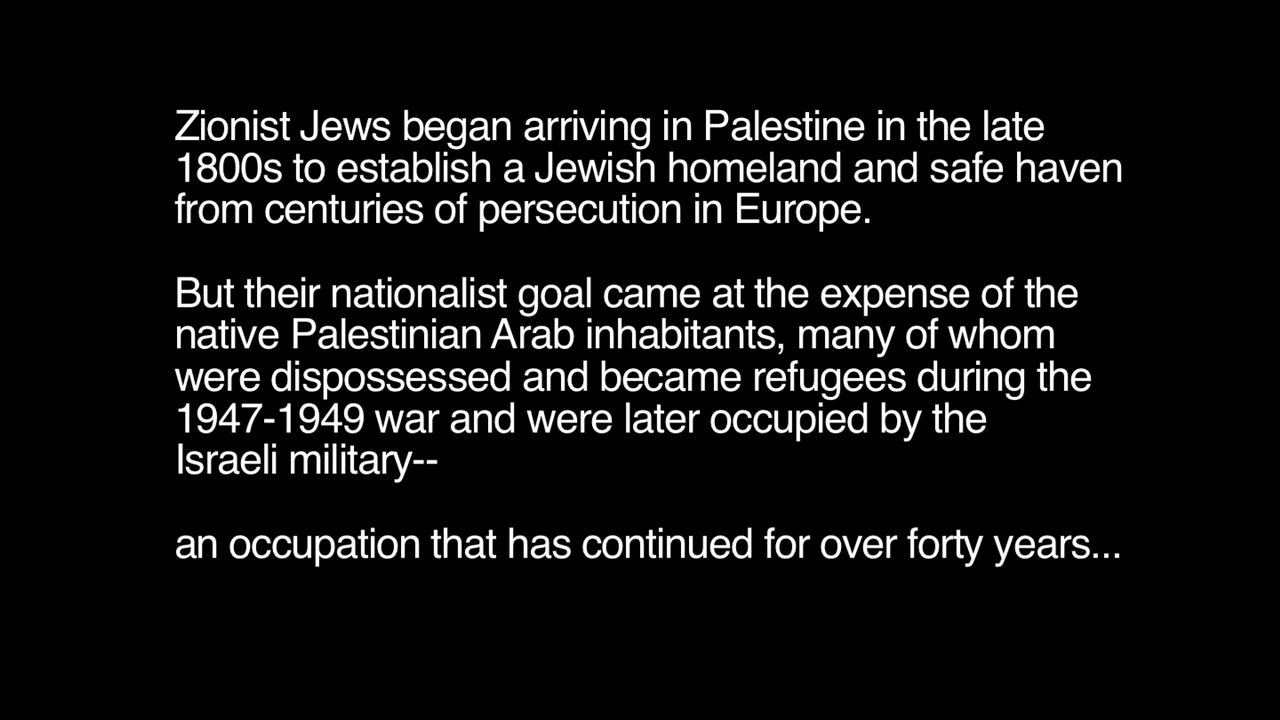 Zionist Jews began arriving in Palestine in the late
1800s to establish a Jewish homeland and safe haven
from centuries of persecution in Europe.
But their nationalist goal came at the expense of the
native Palestinian Arab inhabitants, many of whom
were dispossessed and became refugees during the
1947-1949 war and were later occupied by the
Israeli military--
an occupation that has continued for over forty years...